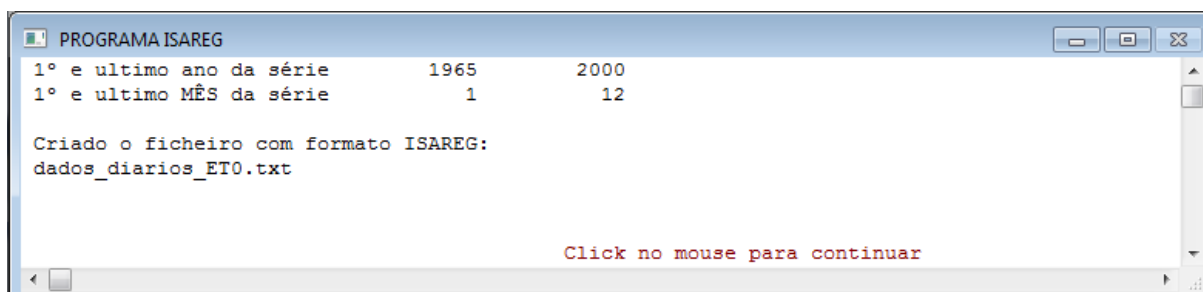 PROGRAMA ISAREG
1º e ultimo ano da série 1965 2000
1º e ultimo MÊS da série 1 12
Criado o ficheiro com formato ISAREG:
dados_diarios_ET0.txt
Click no mouse para continuar